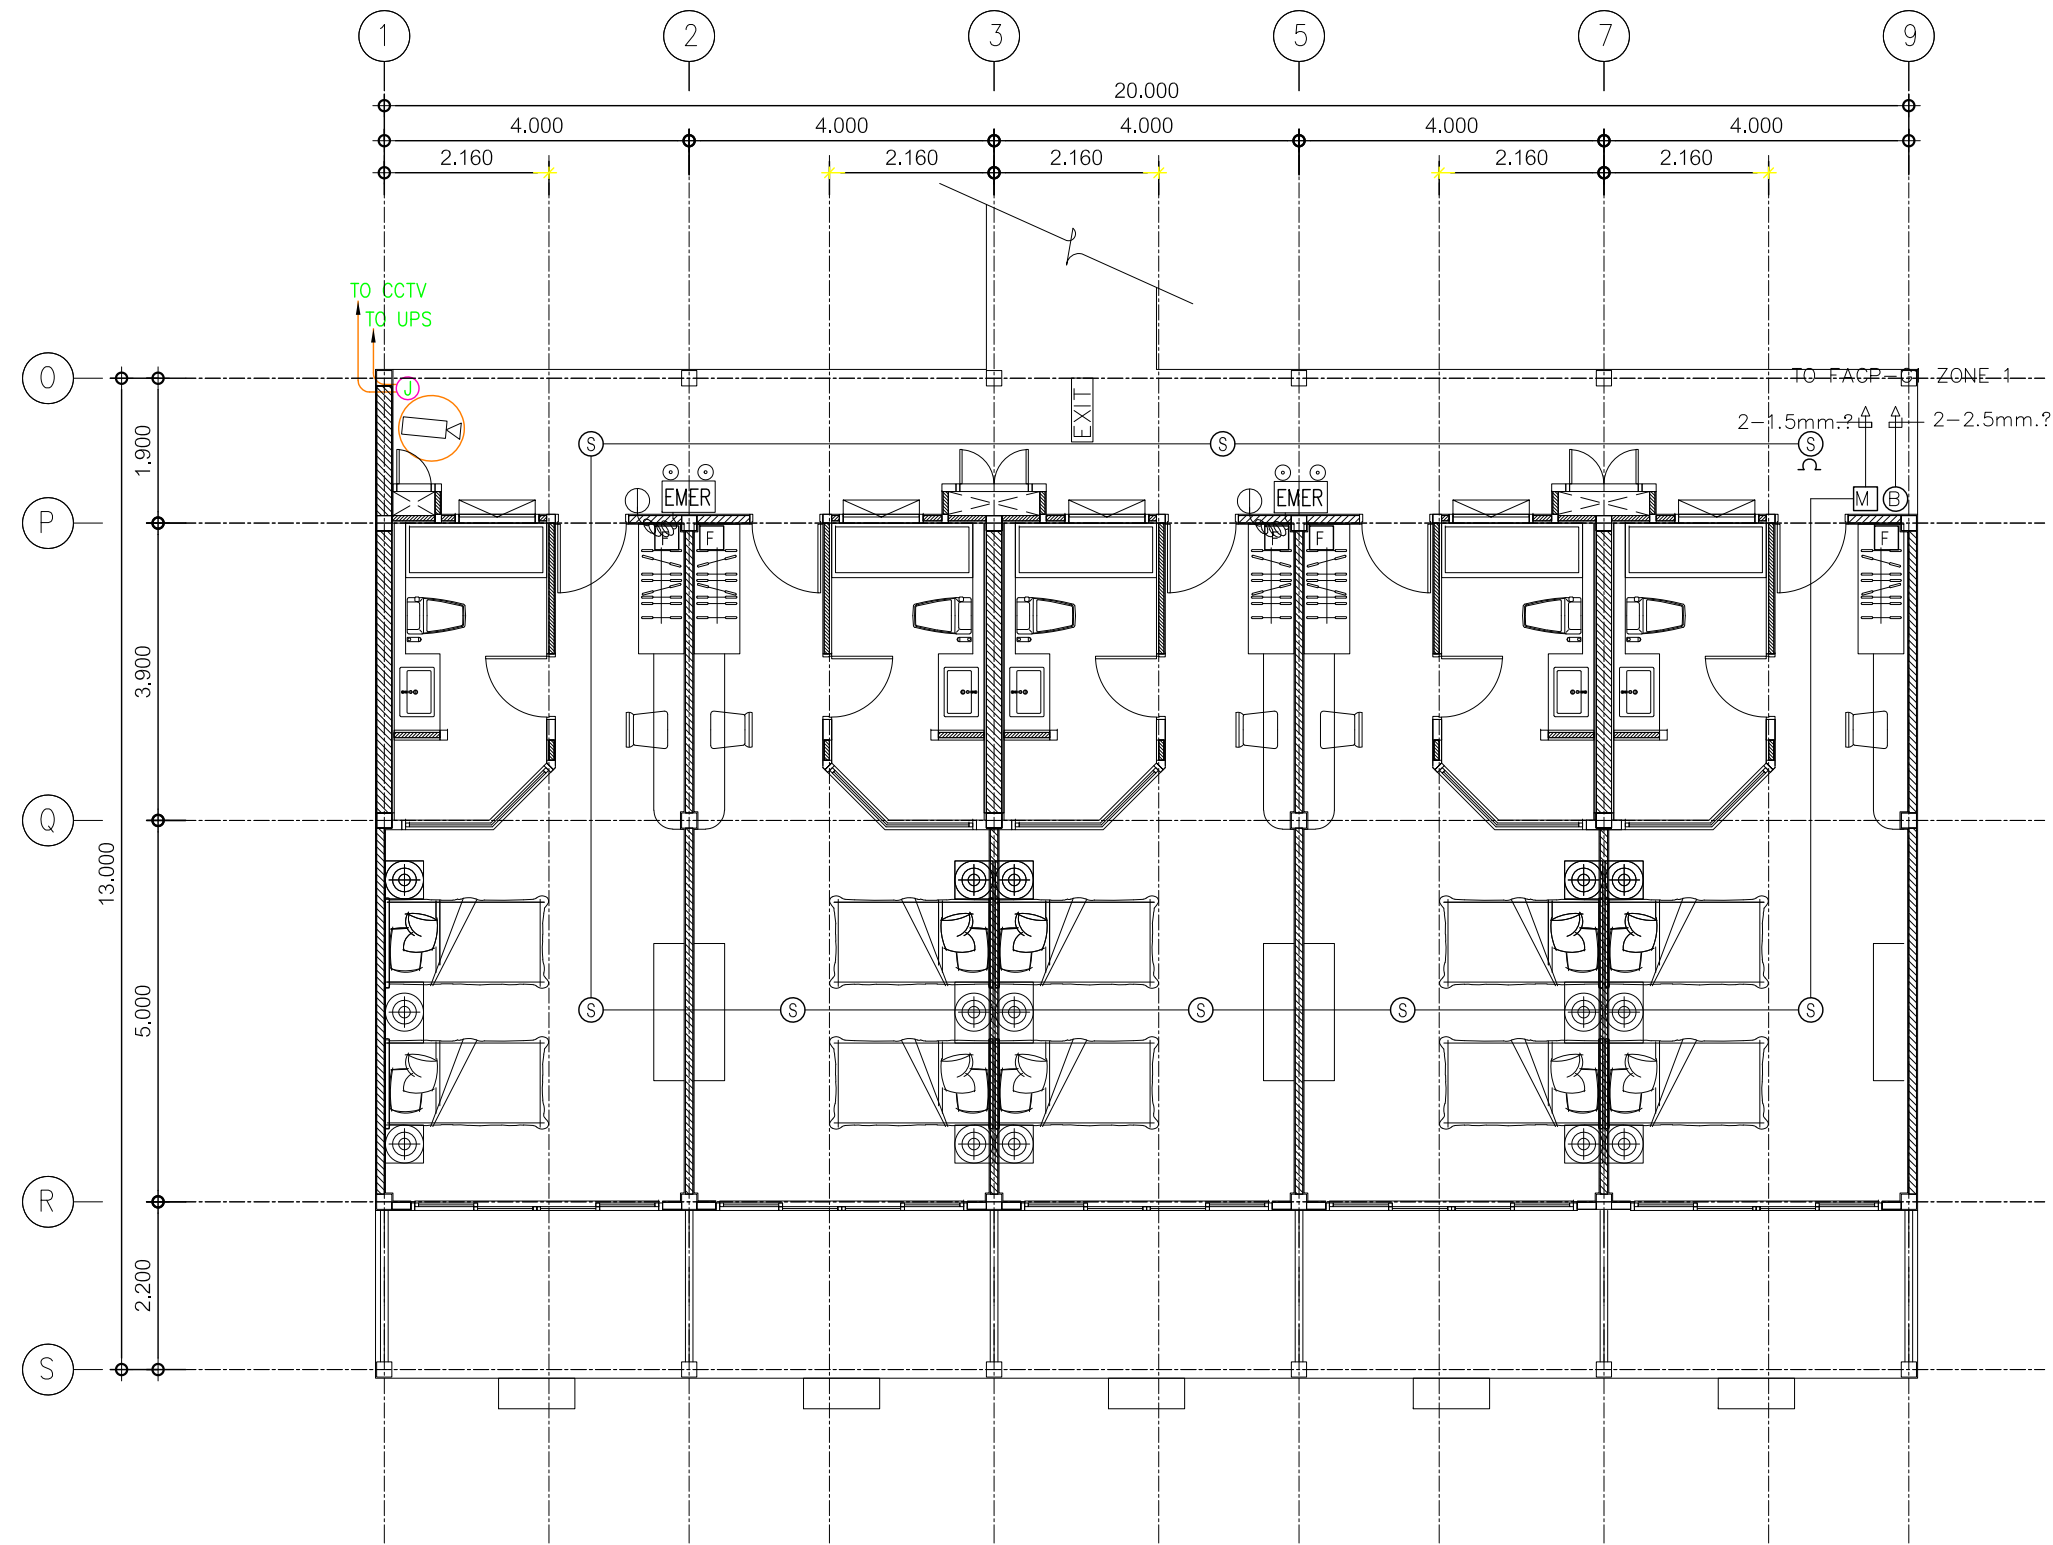 1 2 3 5 7 9
20.000
4.000 4.000 4.000 4.000 4.000
2.160 2.160 2.160 2.160 2.160
TO CCTV
TO UPS
O
J
EXIT
TO FACP-G ZONE 1
2-1.5mm.? 2-2.5mm.?
S S S
1.900
EMER EMER
M B
P
F F F F F
3.900
Q
13.000
5.000
S S S S S
R
2.200
S